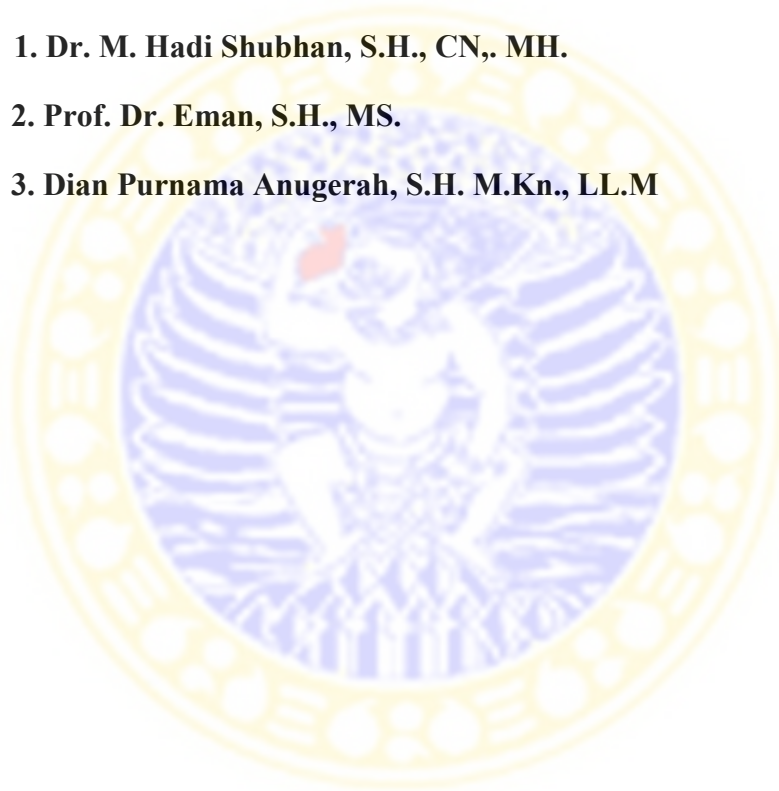 1. Dr. M. Hadi Shubhan, S.H., CN,. MH.
2. Prof. Dr. Eman, S.H., MS.
3. Dian Purnama Anugerah, S.H. M.Kn., LL.M